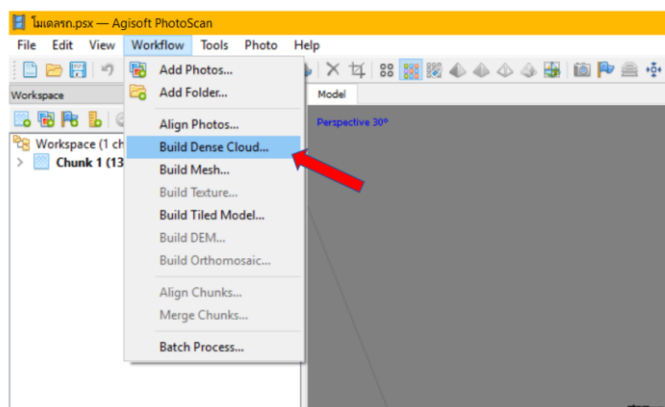 โมเดลรถ.psx — Agisoft PhotoScan
File Edit View Workflow Tools Photo Help
Workspace
Model
Perspective 30°
Workspace (1 ch
Chunk 1 (13
Add Photos...
Add Folder...
Align Photos...
Build Dense Cloud...
Build Mesh...
Build Texture...
Build Tiled Model...
Build DEM...
Build Orthomosaic...
Align Chunks...
Merge Chunks...
Batch Process...